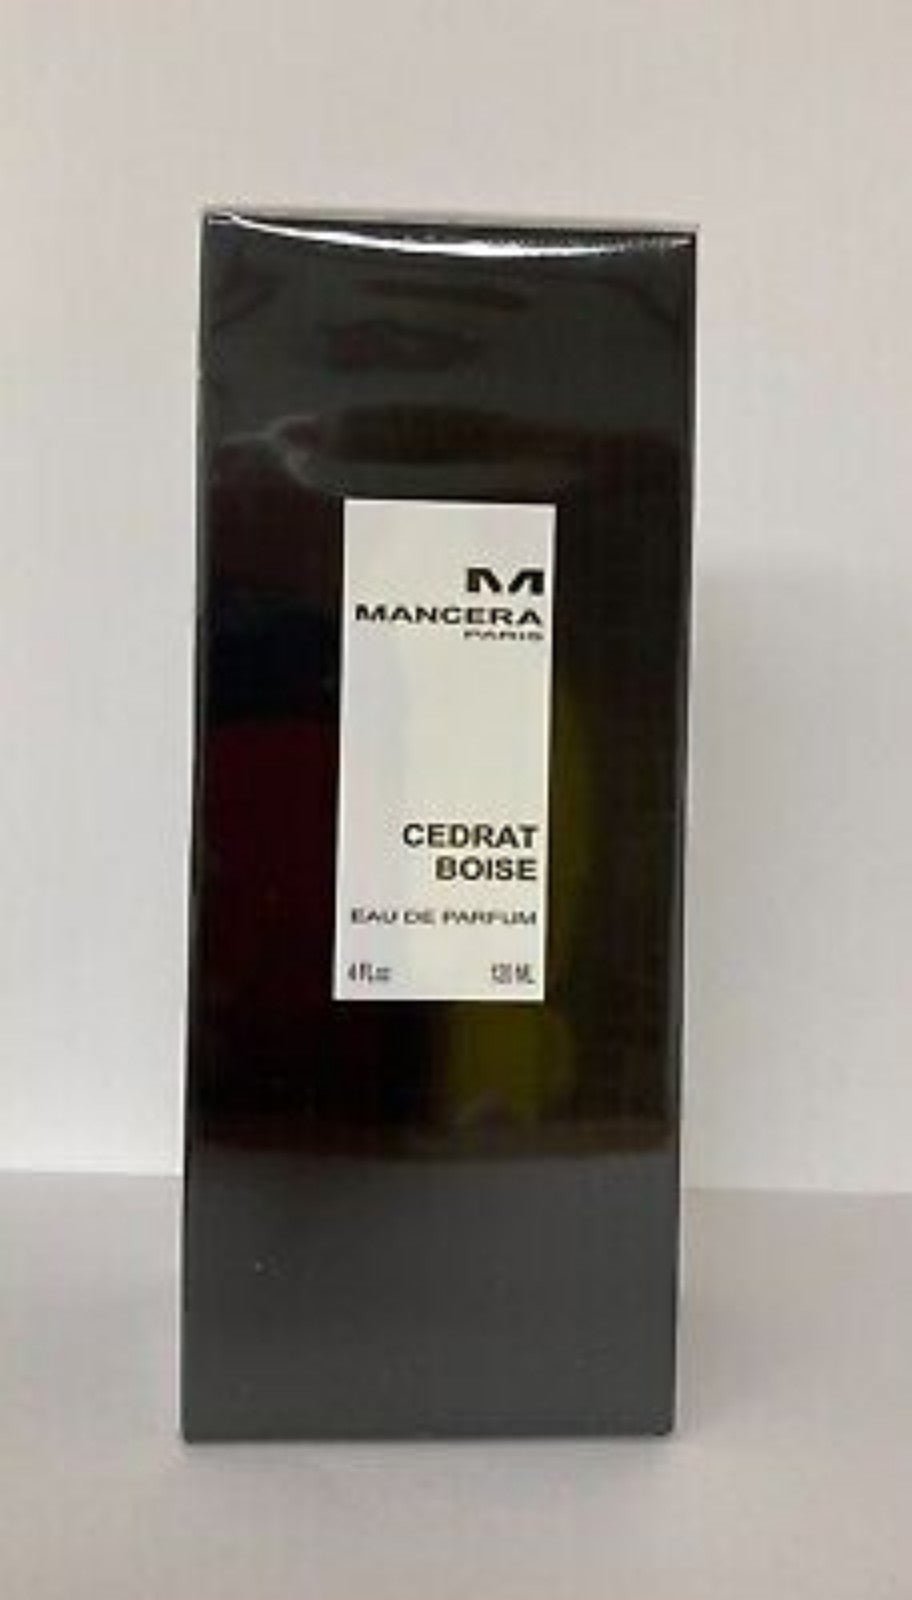 M
MANCERA
PARIS
CEDRAT
BOISE
EAU DE PARFUM
4 FL.oz 120 ML